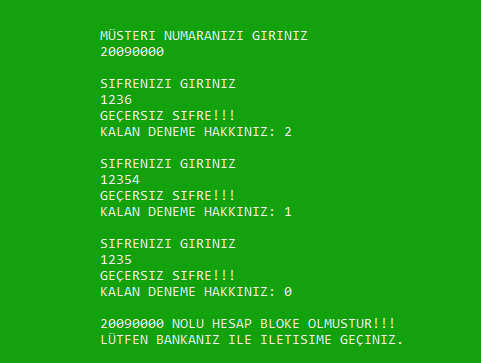 MÜSTERI NUMARANIZI GIRINIZ
20090000
SIFRENIZI GIRINIZ
1236
GEÇERSIZ SIFRE!!!
KALAN DENEME HAKKINIZ: 2
SIFRENIZI GIRINIZ
12354
GEÇERSIZ SIFRE!!!
KALAN DENEME HAKKINIZ: 1
SIFRENIZI GIRINIZ
1235
GEÇERSIZ SIFRE!!!
KALAN DENEME HAKKINIZ: 0
20090000 NOLU HESAP BLOKE OLMUSTUR!!!
LÜTFEN BANKANIZ ILE ILETISIME GEÇINIZ.